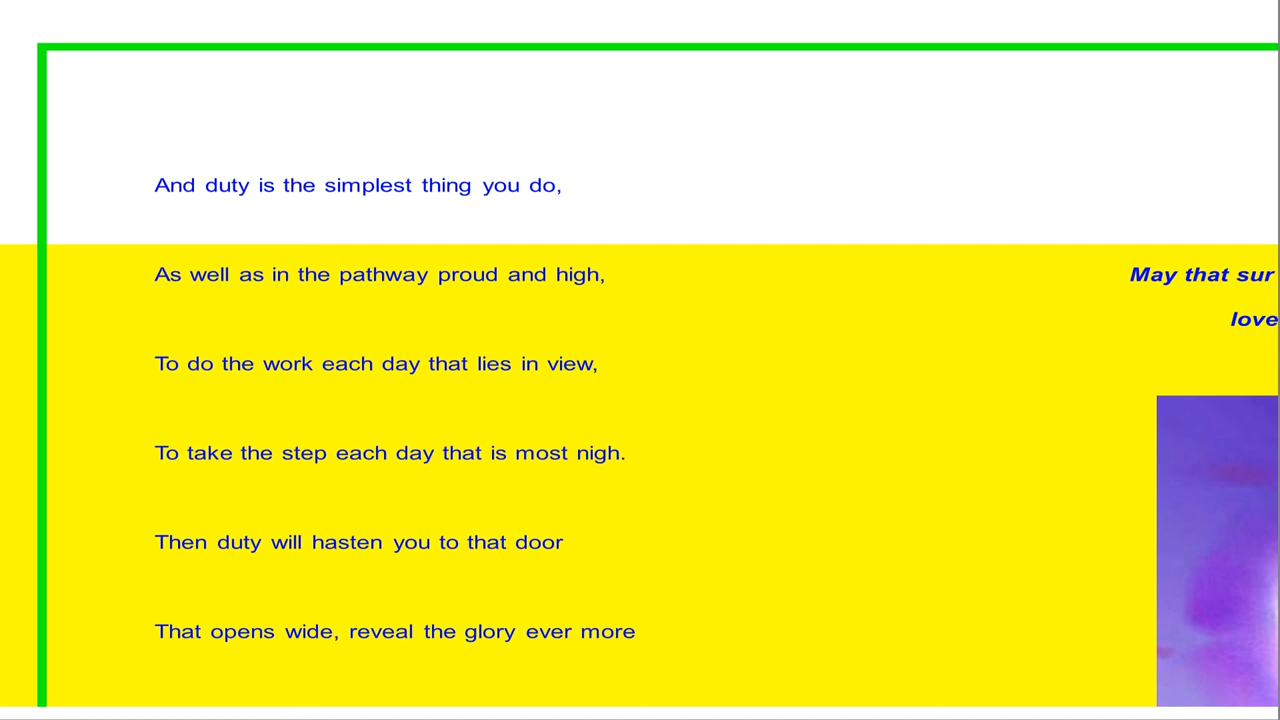 And duty is the simplest thing you do,
As well as in the pathway proud and high,
To do the work each day that lies in view,
To take the step each day that is most nigh.
Then duty will hasten you to that door
That opens wide, reveal the glory ever more
May that sur
love